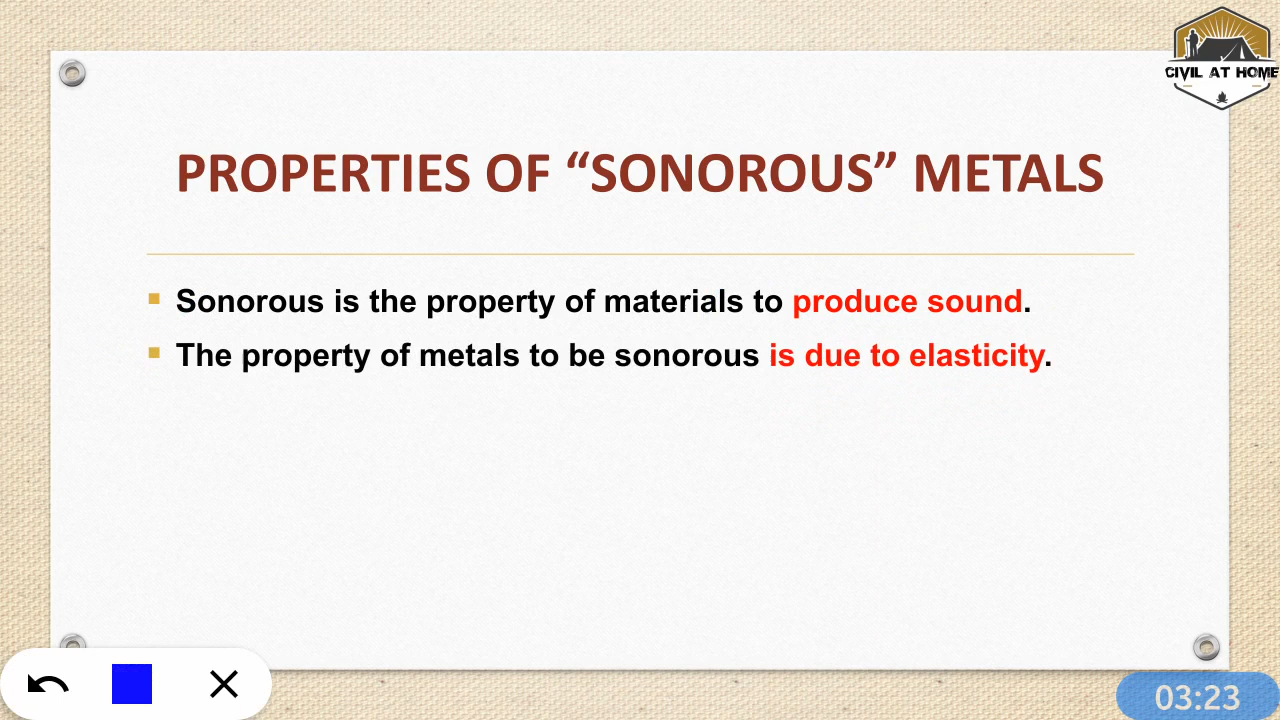 CIVIL AT HOME
PROPERTIES OF “SONOROUS” METALS
Sonorous is the property of materials to produce sound.
The property of metals to be sonorous is due to elasticity.
03:23